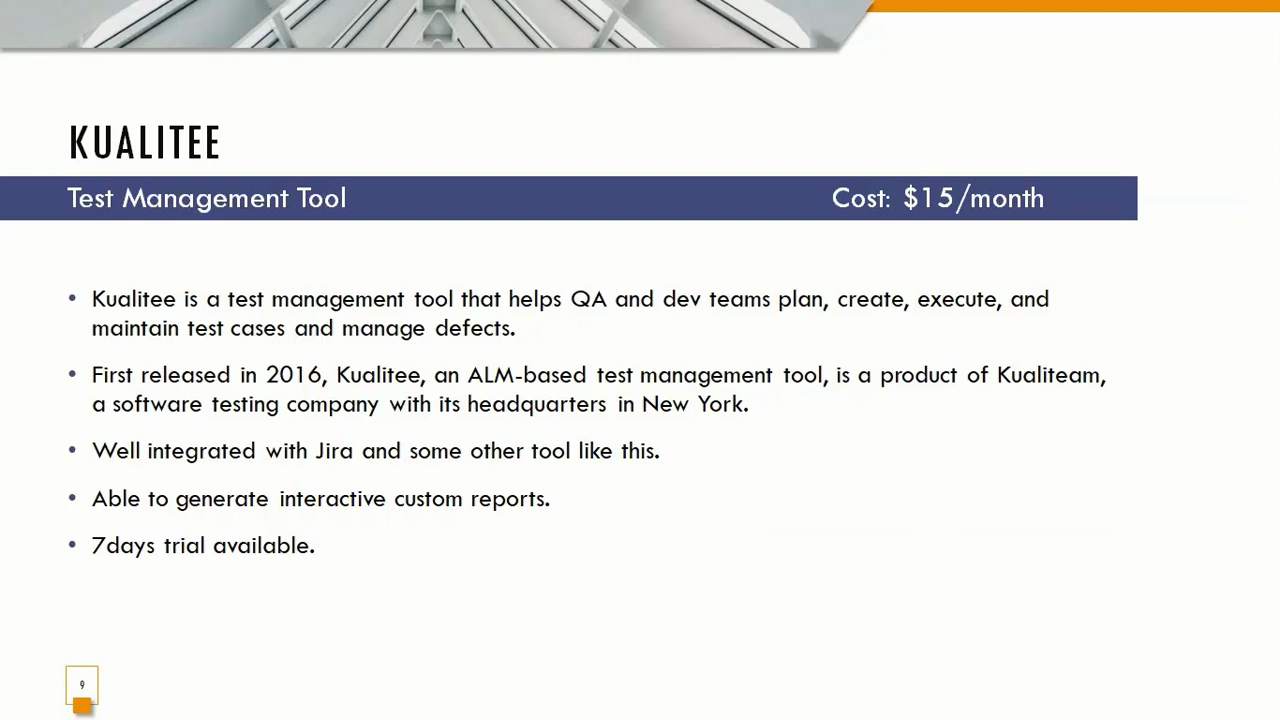 KUALITEE
Test Management Tool Cost: $15/month
• Kualitee is a test management tool that helps QA and dev teams plan, create, execute, and
maintain test cases and manage defects.
• First released in 2016, Kualitee, an ALM-based test management tool, is a product of Kualiteam,
a software testing company with its headquarters in New York.
• Well integrated with Jira and some other tool like this.
• Able to generate interactive custom reports.
• 7days trial available.
9